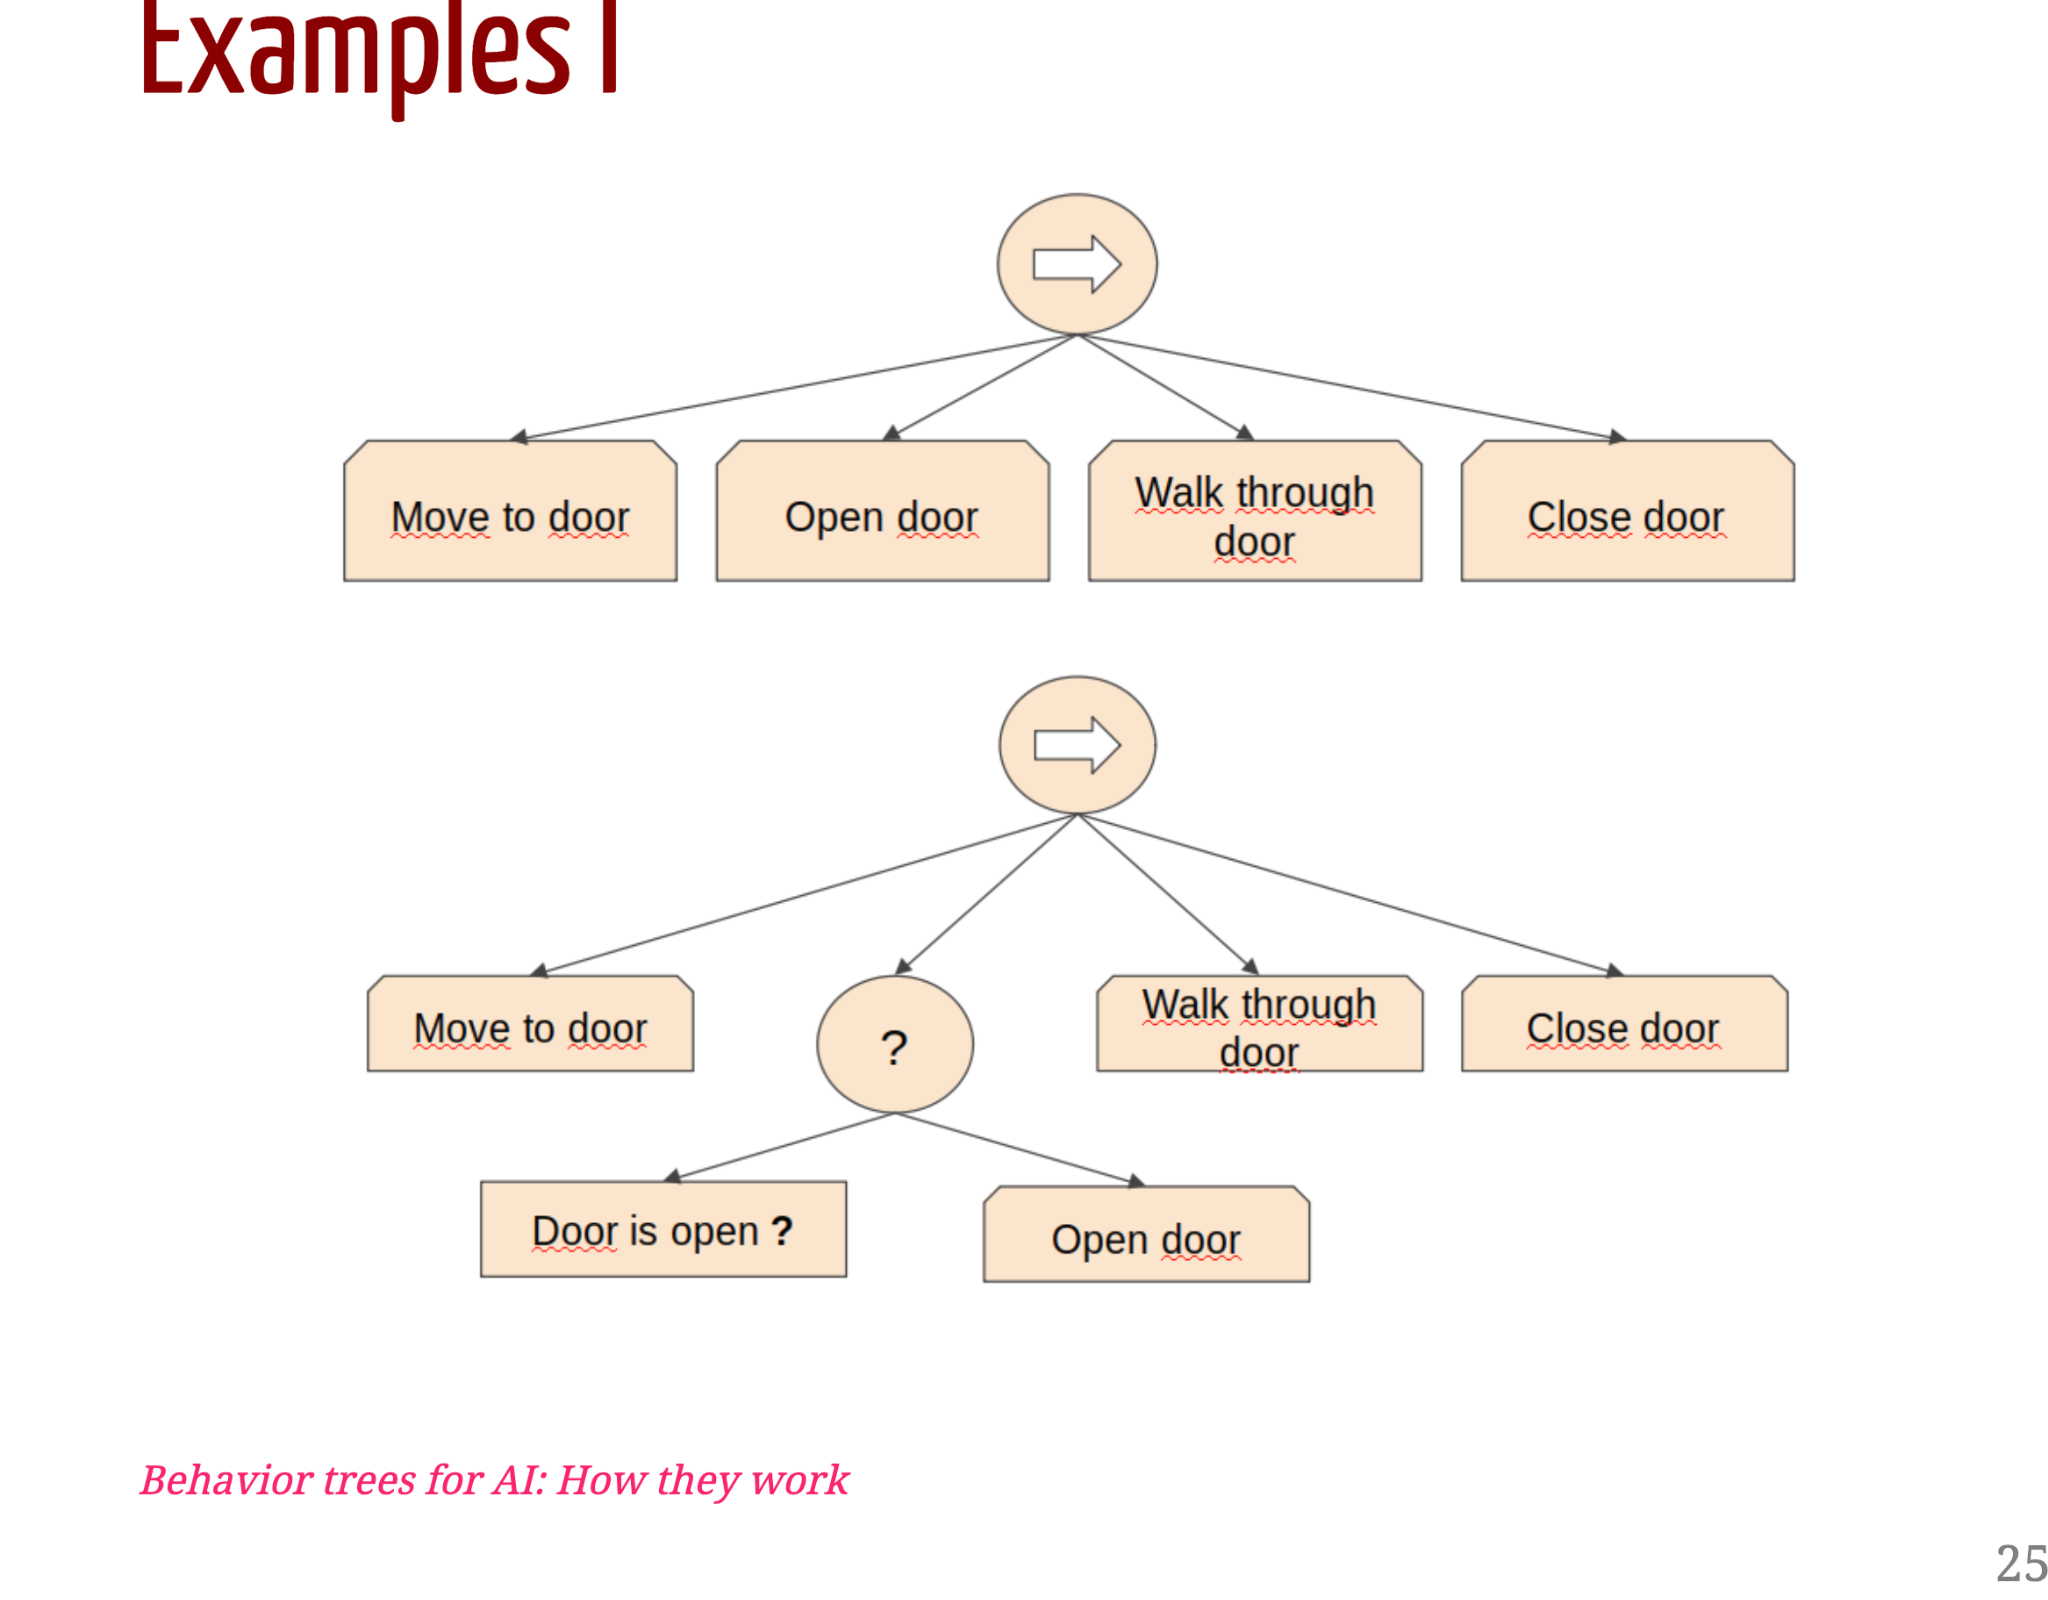 Examples I
Move to door
Open door
Walk through
door
Close door
Move to door
?
Walk through
door
Close door
Door is open ?
Open door
Behavior trees for AI: How they work
25